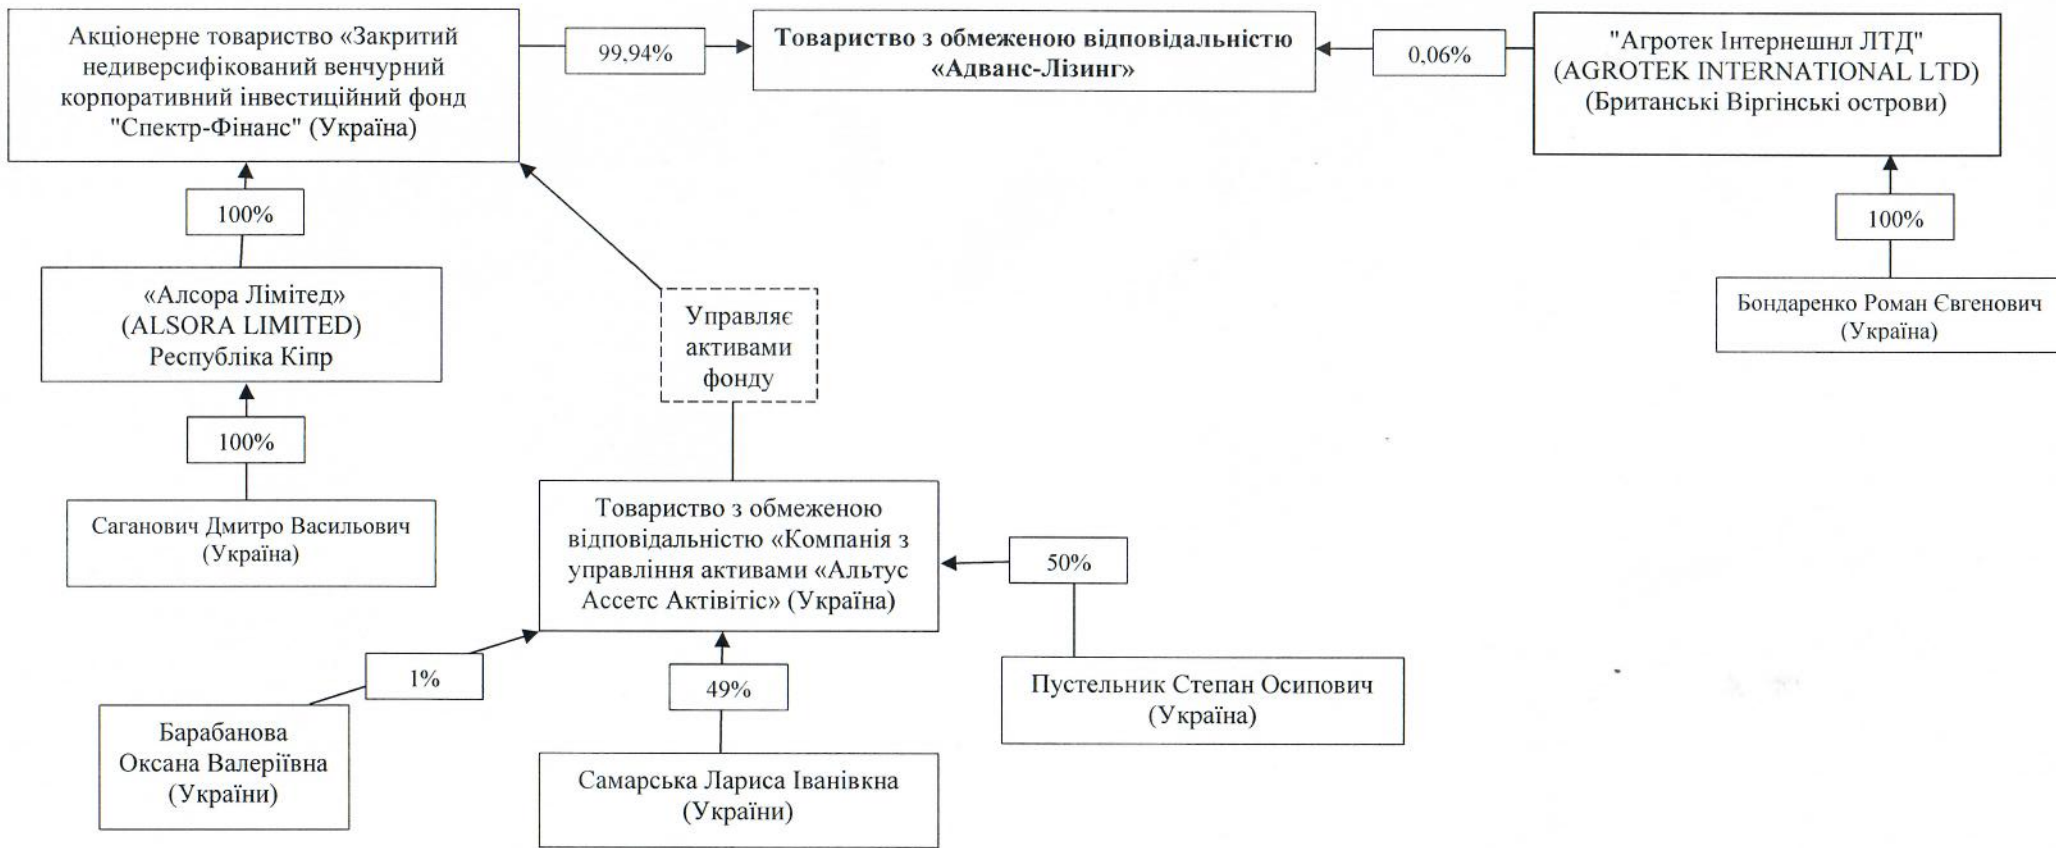 Акціонерне товариство «Закритий
недиверсифікований венчурний
корпоративний інвестиційний фонд
"Спектр-Фінанс" (Україна)
99,94%
Товариство з обмеженою відповідальністю
«Адванс-Лізинг»
0,06%
"Агротек Інтернешнл ЛТД"
(AGROTEK INTERNATIONAL LTD)
(Британські Віргінські острови)
100%
100%
«Алсора Лімітед»
(ALSORA LIMITED)
Республіка Кіпр
Управляє
активами
фонду
Бондаренко Роман Євгенович
(Україна)
100%
Саганович Дмитро Васильович
(Україна)
Товариство з обмеженою
відповідальністю «Компанія з
управління активами «Альтус
Ассетс Актівітіс» (Україна)
50%
1%
49%
Пустельник Степан Осипович
(Україна)
Барабанова
Оксана Валеріївна
(України)
Самарська Лариса Іванівкна
(України)